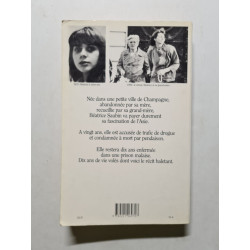 Née dans une petite ville de Champagne,
abandonnée par sa mère,
recueillie par sa grand-mère,
Béatrice Saubin va payer durement
sa fascination de l'Asie.
A vingt ans, elle est accusée de trafic de drogue
et condamnée à mort par pendaison.
Elle restera dix ans enfermée
dans une prison malaise.
Dix ans de vie volés dont voici le récit haletant.